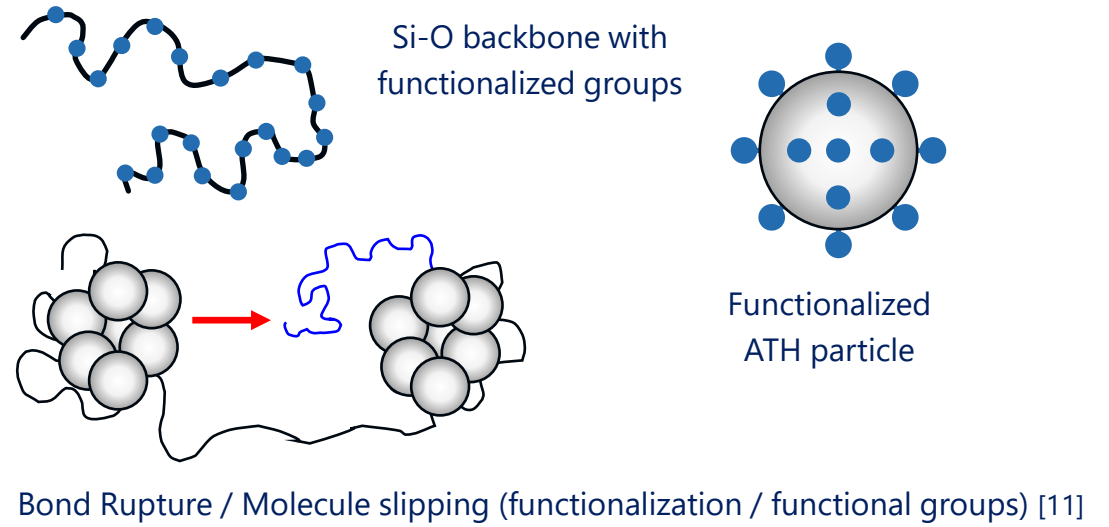 Si-O backbone with
functionalized groups
Functionalized
ATH particle
Bond Rupture / Molecule slipping (functionalization / functional groups) [11]